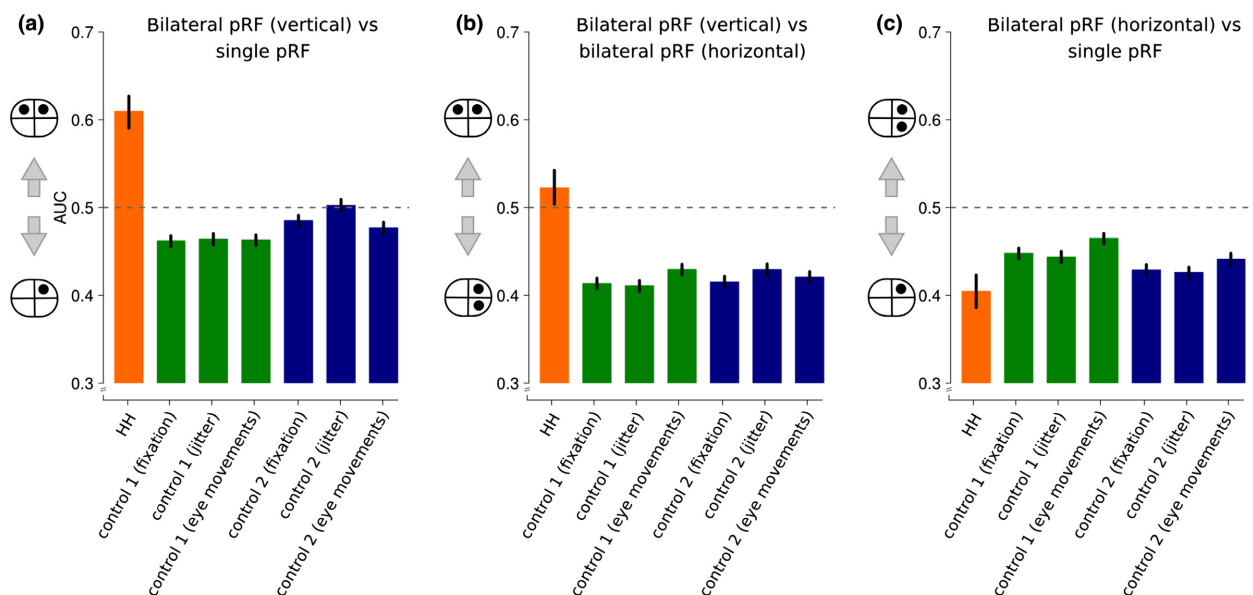 (a)
Bilateral pRF (vertical) vs
single pRF
0.7
0.6
0.5
0.4
0.3
AUC
HH
control 1 (fixation)
control 1 (jitter)
control 1 (eye movements)
control 2 (fixation)
control 2 (jitter)
control 2 (eye movements)
(b)
Bilateral pRF (vertical) vs
bilateral pRF (horizontal)
0.7
0.6
0.5
0.4
0.3
HH
control 1 (fixation)
control 1 (jitter)
control 1 (eye movements)
control 2 (fixation)
control 2 (jitter)
control 2 (eye movements)
(c)
Bilateral pRF (horizontal) vs
single pRF
0.7
0.6
0.5
0.4
0.3
HH
control 1 (fixation)
control 1 (jitter)
control 1 (eye movements)
control 2 (fixation)
control 2 (jitter)
control 2 (eye movements)